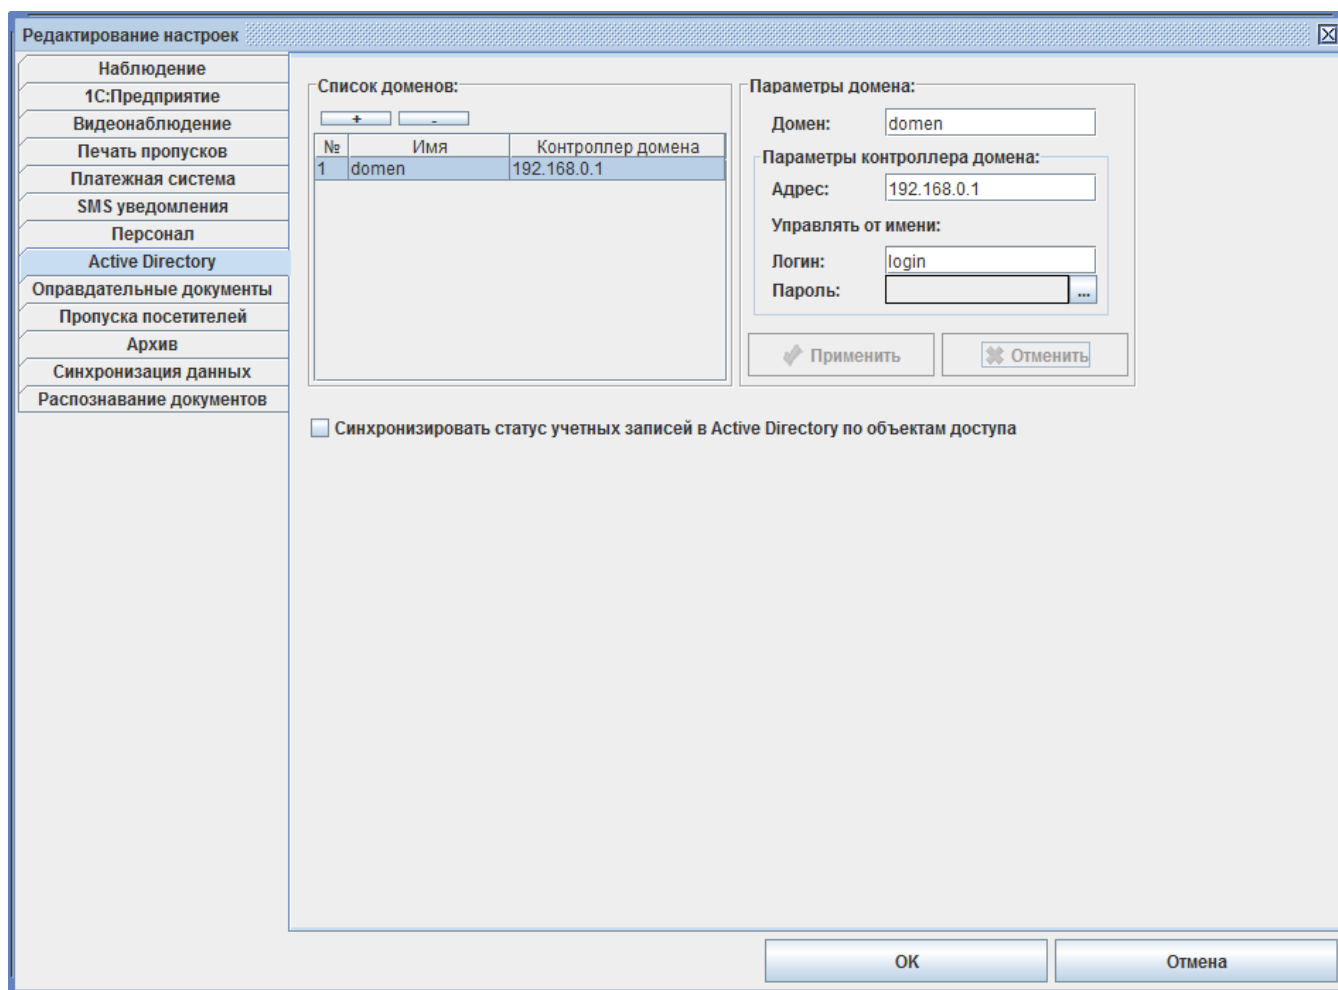 Редактирование настроек
Наблюдение
1С:Предприятие
Видеонаблюдение
Печать пропусков
Платежная система
SMS уведомления
Персонал
Active Directory
Оправдательные документы
Пропуска посетителей
Архив
Синхронизация данных
Распознавание документов
Список доменов:
+ -
№ Имя Контроллер домена
1 domen 192.168.0.1
Параметры домена:
Домен: domen
Параметры контроллера домена:
Адрес: 192.168.0.1
Управлять от имени:
Логин: login
Пароль: ...
Применить Отменить
Синхронизировать статус учетных записей в Active Directory по объектам доступа
ОК Отмена